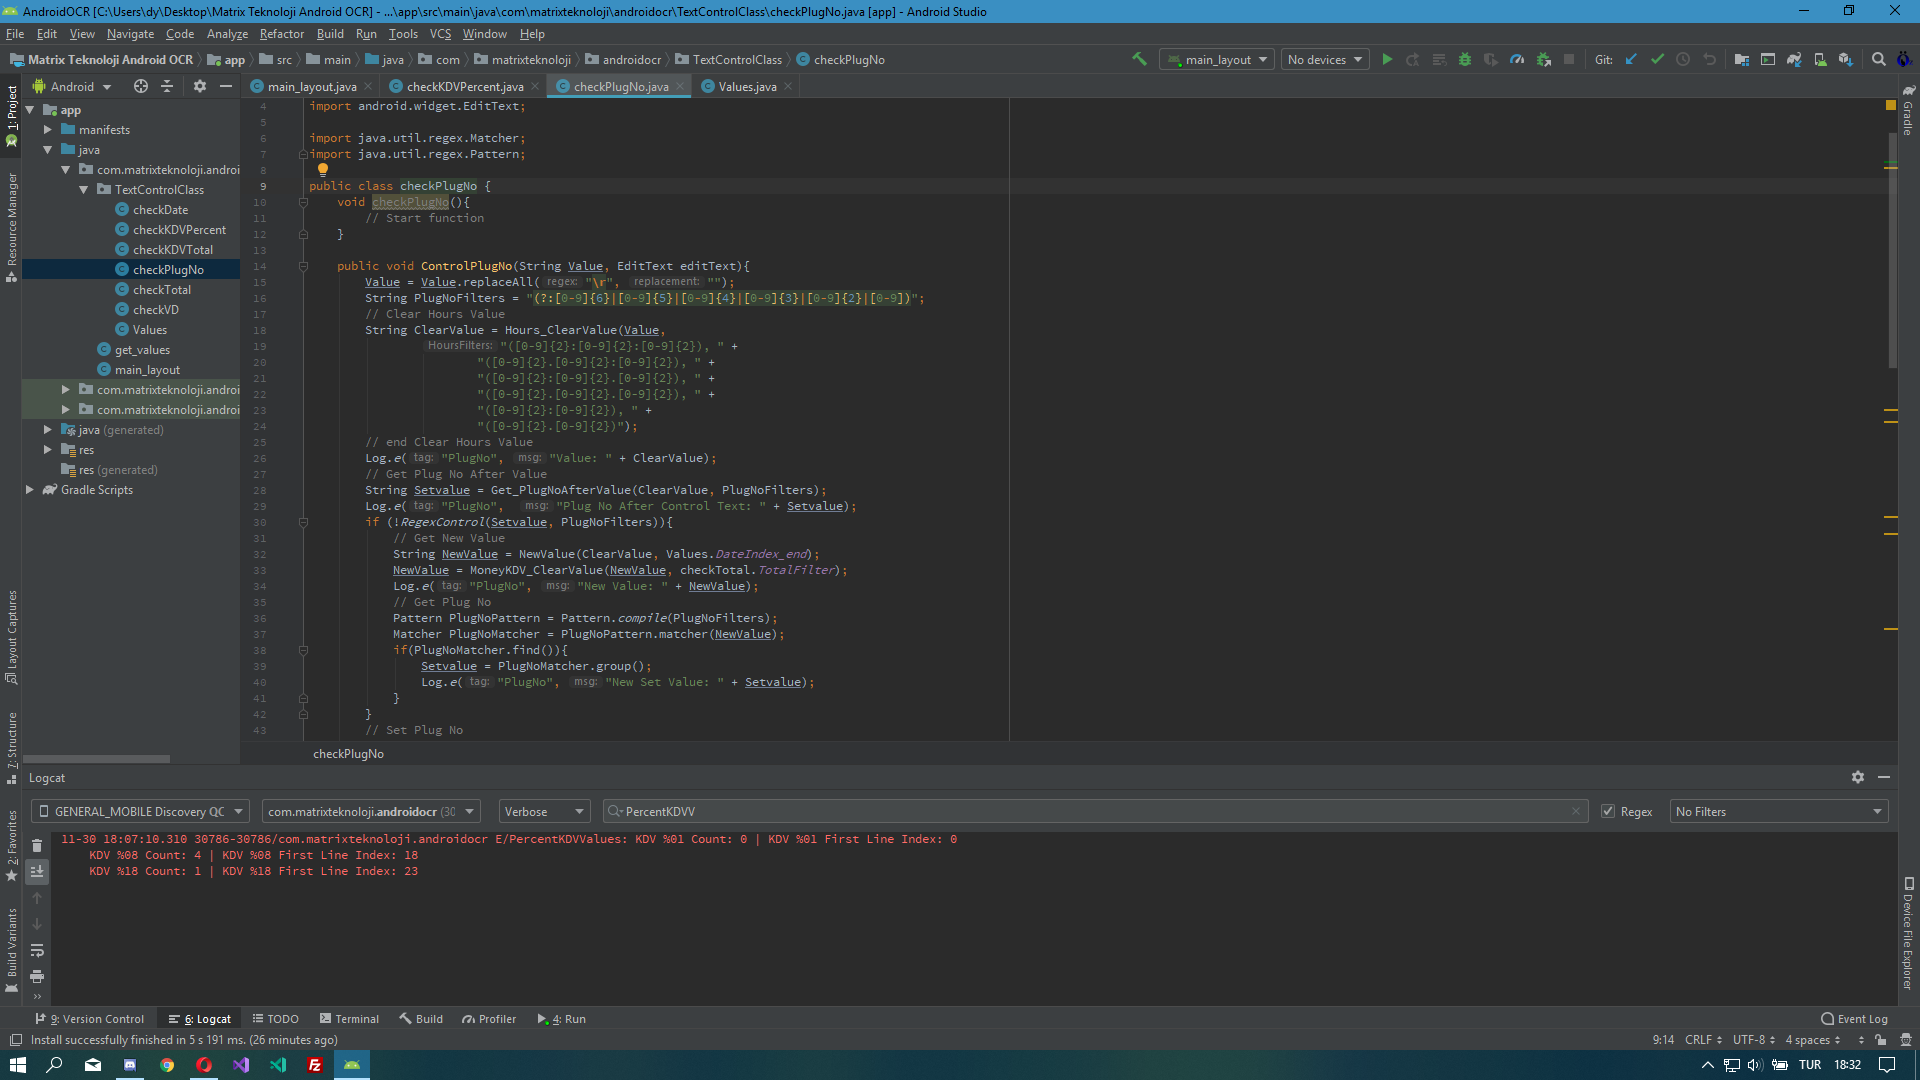 AndroidOCR [C:\Users\dy\Desktop\Matrix Teknoloji Android OCR] - ...\app\src\main\java\com\matrixteknoloji\androidocr\TextControlClass\checkPlugNo.java [app] - Android Studio
File Edit View Navigate Code Analyze Refactor Build Run Tools VCS Window Help
Matrix Teknoloji Android OCR app src main java com matrixteknoloji androidocr TextControlClass checkPlugNo main_layout No devices Git:
Android main_layout.java checkKDVPercent.java checkPlugNo.java Values.java
1: Project
Resource Manager
Layout Captures
7: Structure
2: Favorites
Build Variants
app
manifests
java
com.matrixteknoloji.androi
TextControlClass
checkDate
checkKDVPercent
checkKDVTotal
checkPlugNo
checkTotal
checkVD
Values
get_values
main_layout
com.matrixteknoloji.androi
com.matrixteknoloji.androi
java (generated)
res
res (generated)
Gradle Scripts
4 import android.widget.EditText;
5
6 import java.util.regex.Matcher;
7 import java.util.regex.Pattern;
8
9 public class checkPlugNo {
10 void checkPlugNo(){
11 // Start function
12 }
13
14 public void ControlPlugNo(String Value, EditText editText){
15 Value = Value.replaceAll( regex: "\r", replacement: "");
16 String PlugNoFilters = "(?:[0-9]{6}|[0-9]{5}|[0-9]{4}|[0-9]{3}|[0-9]{2}|[0-9])";
17 // Clear Hours Value
18 String ClearValue = Hours_ClearValue(Value,
19 HoursFilters: "([0-9]{2}:[0-9]{2}:[0-9]{2}), " +
20 "([0-9]{2}.[0-9]{2}:[0-9]{2}), " +
21 "([0-9]{2}:[0-9]{2}.[0-9]{2}), " +
22 "([0-9]{2}.[0-9]{2}.[0-9]{2}), " +
23 "([0-9]{2}:[0-9]{2}), " +
24 "([0-9]{2}.[0-9]{2})");
25 // end Clear Hours Value
26 Log.e( tag: "PlugNo", msg: "Value: " + ClearValue);
27 // Get Plug No After Value
28 String Setvalue = Get_PlugNoAfterValue(ClearValue, PlugNoFilters);
29 Log.e( tag: "PlugNo", msg: "Plug No After Control Text: " + Setvalue);
30 if (!RegexControl(Setvalue, PlugNoFilters)){
31 // Get New Value
32 String NewValue = NewValue(ClearValue, Values.DateIndex_end);
33 NewValue = MoneyKDV_ClearValue(NewValue, checkTotal.TotalFilter);
34 Log.e( tag: "PlugNo", msg: "New Value: " + NewValue);
35 // Get Plug No
36 Pattern PlugNoPattern = Pattern.compile(PlugNoFilters);
37 Matcher PlugNoMatcher = PlugNoPattern.matcher(NewValue);
38 if(PlugNoMatcher.find()){
39 Setvalue = PlugNoMatcher.group();
40 Log.e( tag: "PlugNo", msg: "New Set Value: " + Setvalue);
41 }
42 }
43 // Set Plug No
checkPlugNo
Gradle
Device File Explorer
Logcat
GENERAL_MOBILE Discovery QC com.matrixteknoloji.androidocr (30 Verbose PercentKDVV Regex No Filters
11-30 18:07:10.310 30786-30786/com.matrixteknoloji.androidocr E/PercentKDVValues: KDV %01 Count: 0 | KDV %01 First Line Index: 0
KDV %08 Count: 4 | KDV %08 First Line Index: 18
KDV %18 Count: 1 | KDV %18 First Line Index: 23
9: Version Control 6: Logcat TODO Terminal Build Profiler 4: Run Event Log
Install successfully finished in 5 s 191 ms. (26 minutes ago) 9:14 CRLF UTF-8 4 spaces
TUR 18:32